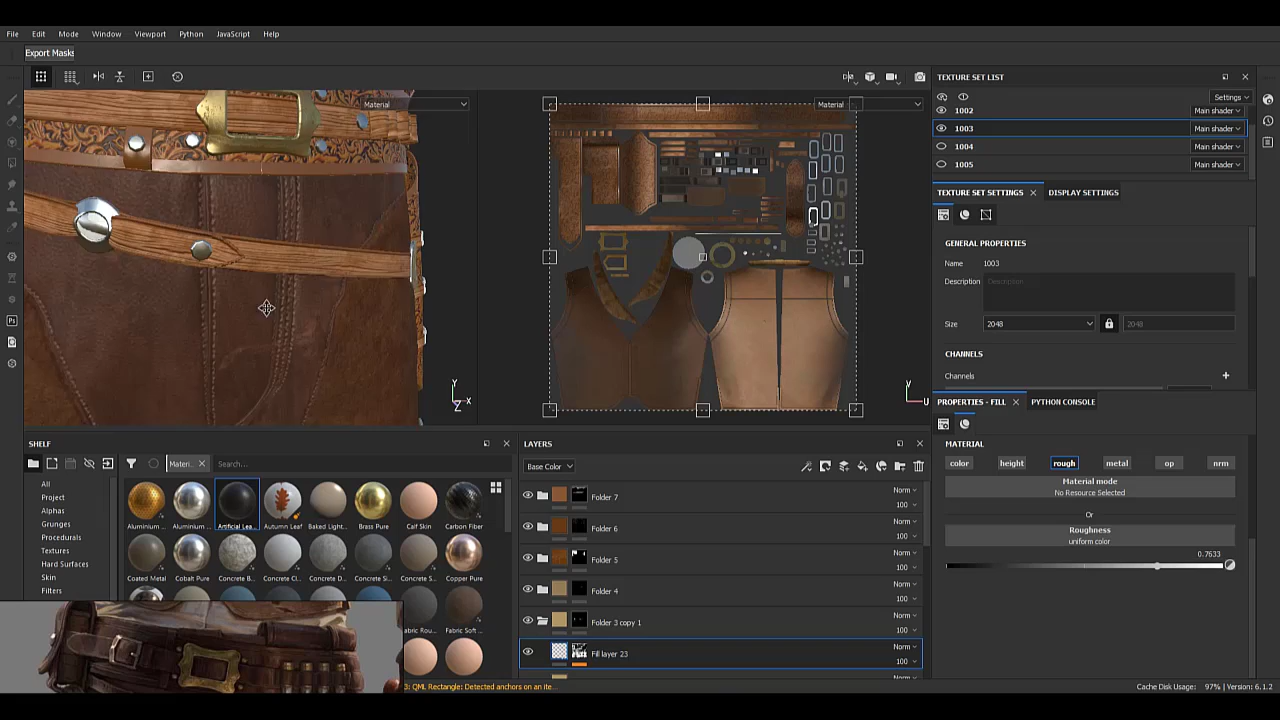 File Edit Mode Window Viewport Python JavaScript Help
Export Masks
Material
Material
Y
X
Z
V
U
TEXTURE SET LIST
Settings
1002 Main shader
1003 Main shader
1004 Main shader
1005 Main shader
TEXTURE SET SETTINGS DISPLAY SETTINGS
GENERAL PROPERTIES
Name 1003
Description Description
Size 2048 2048
CHANNELS
Channels
PROPERTIES - FILL PYTHON CONSOLE
MATERIAL
color height rough metal op nrm
Material mode
No Resource Selected
Or
Roughness
uniform color
0.7633
SHELF
Materi... Search...
All
Project
Alphas
Grunges
Procedurals
Textures
Hard Surfaces
Skin
Filters
Aluminium ... Aluminium ... Artificial Lea... Autumn Leaf Baked Light... Brass Pure Calf Skin Carbon Fiber
Coated Metal Cobalt Pure Concrete B... Concrete Cl... Concrete D... Concrete Si... Concrete S... Copper Pure
Fabric Rou... Fabric Soft ...
LAYERS
Base Color
Folder 7 Norm 100
Folder 6 Norm 100
Folder 5 Norm 100
Folder 4 Norm 100
Folder 3 copy 1 Norm 100
Fill layer 23 Norm 100
Norm
3: QML Rectangle: Detected anchors on an ite...
Cache Disk Usage: 97% | Version: 6.1.2